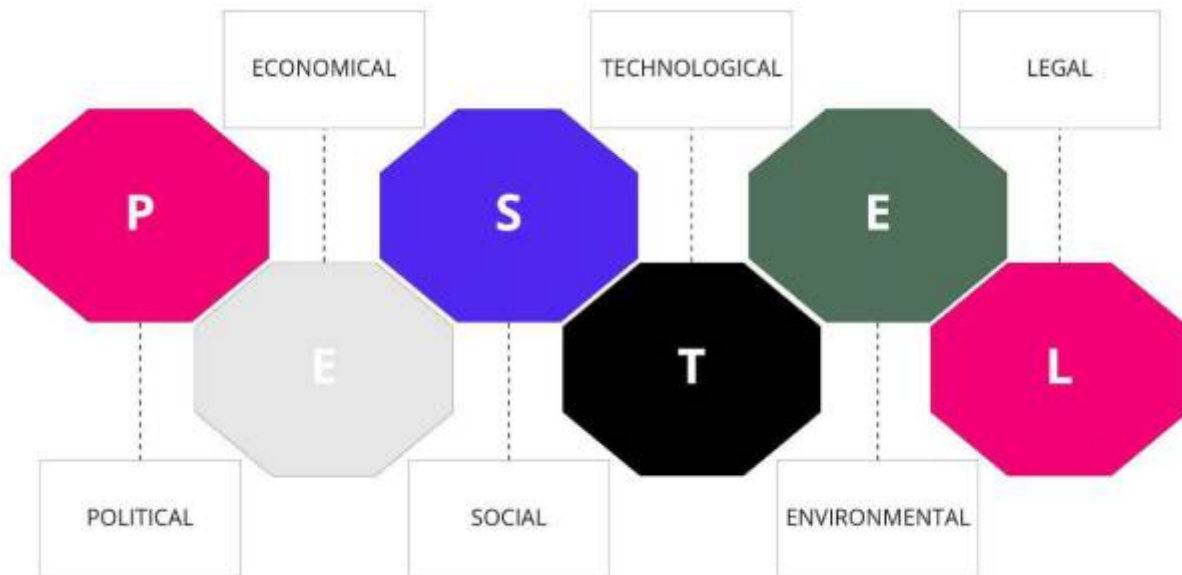 ECONOMICAL
TECHNOLOGICAL
LEGAL
P
S
E
E
T
L
POLITICAL
SOCIAL
ENVIRONMENTAL